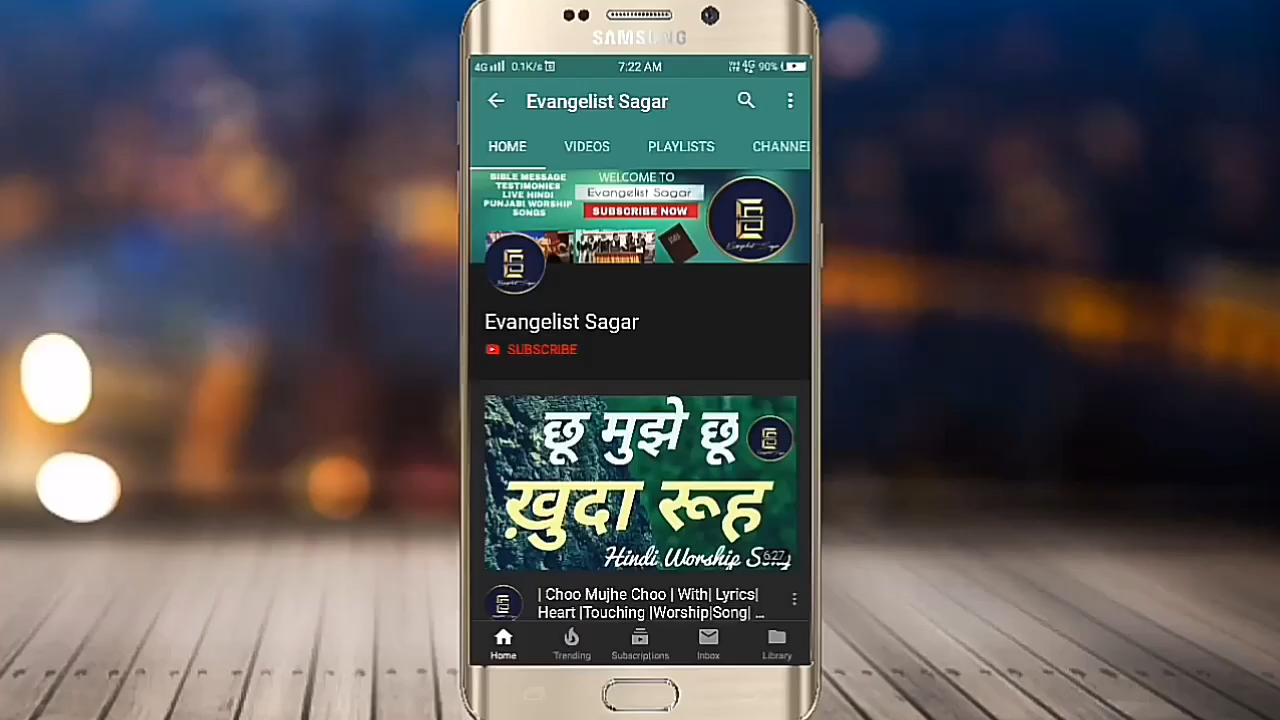 SAMSUNG
4G 0.1K/s 7:22 AM 4G 90%
Evangelist Sagar
HOME VIDEOS PLAYLISTS CHANNEL
BIBLE MESSAGE
TESTIMONIES
LIVE HINDI
PUNJABI WORSHIP
SONGS
WELCOME TO
Evangelist Sagar
SUBSCRIBE NOW
Evangelist Sagar
SUBSCRIBE
छू मुझे छू
ख़ुदा रूह
Hindi Worship Song
6:27
| Choo Mujhe Choo | With| Lyrics|
Heart |Touching |Worship|Song| ...
Home Trending Subscriptions Inbox Library